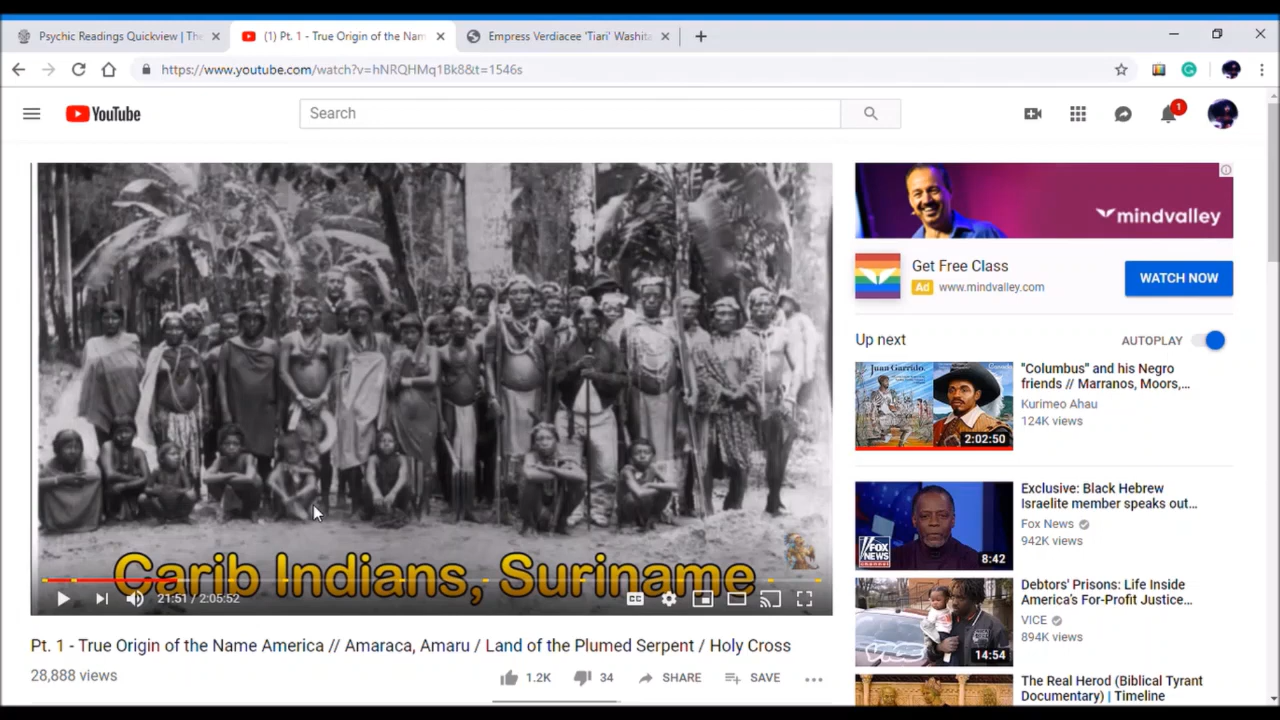 Psychic Readings Quickview | The
(1) Pt. 1 - True Origin of the Nam
Empress Verdiacee 'Tiari' Washita
https://www.youtube.com/watch?v=hNRQHMq1Bk8&t=1546s
YouTube
Search
1
mindvalley
Get Free Class
Ad www.mindvalley.com
WATCH NOW
Up next
AUTOPLAY
Juan Garrido
2:02:50
"Columbus" and his Negro
friends // Marranos, Moors,...
Kurimeo Ahau
124K views
FOX
NEWS
channel
8:42
Exclusive: Black Hebrew
Israelite member speaks out...
Fox News
942K views
14:54
Debtors' Prisons: Life Inside
America's For-Profit Justice...
VICE
894K views
The Real Herod (Biblical Tyrant
Documentary) | Timeline
Carib Indians, Suriname
21:51 / 2:05:52
CC
Pt. 1 - True Origin of the Name America // Amaraca, Amaru / Land of the Plumed Serpent / Holy Cross
28,888 views
1.2K
34
SHARE
SAVE